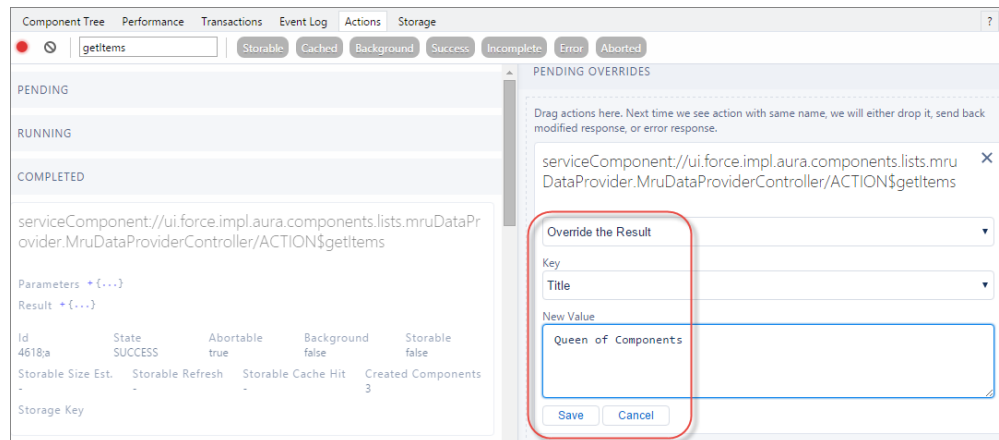 Component Tree Performance Transactions Event Log Actions Storage ?
getItems Storable Cached Background Success Incomplete Error Aborted
PENDING
RUNNING
COMPLETED
serviceComponent://ui.force.impl.aura.components.lists.mruDataPr
ovider.MruDataProviderController/ACTION$getItems
Parameters +{...}
Result +{...}
Id State Abortable Background Storable
4618;a SUCCESS true false false
Storable Size Est. Storable Refresh Storable Cache Hit Created Components
- - - 3
Storage Key
PENDING OVERRIDES
Drag actions here. Next time we see action with same name, we will either drop it, send back
modified response, or error response.
serviceComponent://ui.force.impl.aura.components.lists.mru
DataProvider.MruDataProviderController/ACTION$getItems
Override the Result
Key
Title
New Value
Queen of Components
Save Cancel